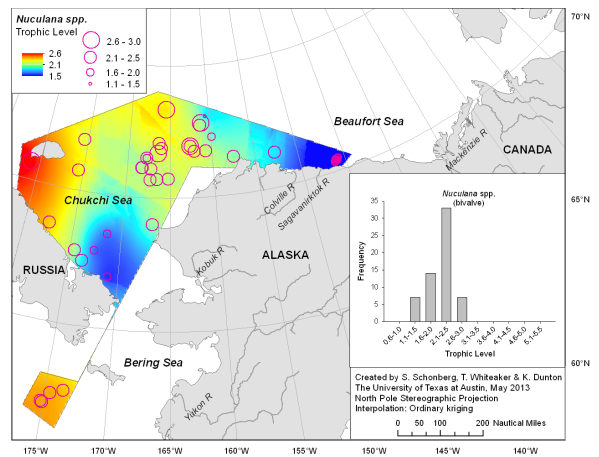 Nuculana spp.
Trophic Level
2.6
2.1
1.5
2.6 - 3.0
2.1 - 2.5
1.6 - 2.0
1.1 - 1.5
70°N
Beaufort Sea
CANADA
Mackenzie R
65°N
Chukchi Sea
Colville R
Sagavanirktok R
ALASKA
RUSSIA
Kobuk R
Bering Sea
Yukon R
60°N
Nuculana spp.
(bivalve)
Frequency
35
30
25
20
15
10
5
0
0.6-1.0
1.1-1.5
1.6-2.0
2.1-2.5
2.6-3.0
3.1-3.5
3.6-4.0
4.1-4.5
4.6-5.0
5.1-5.5
Trophic Level
Created by S. Schonberg, T. Whiteaker & K. Dunton
The University of Texas at Austin, May 2013
North Pole Stereographic Projection
Interpolation: Ordinary kriging
0 50 100 200 Nautical Miles
175°W
170°W
165°W
160°W
155°W
150°W
145°W
140°W